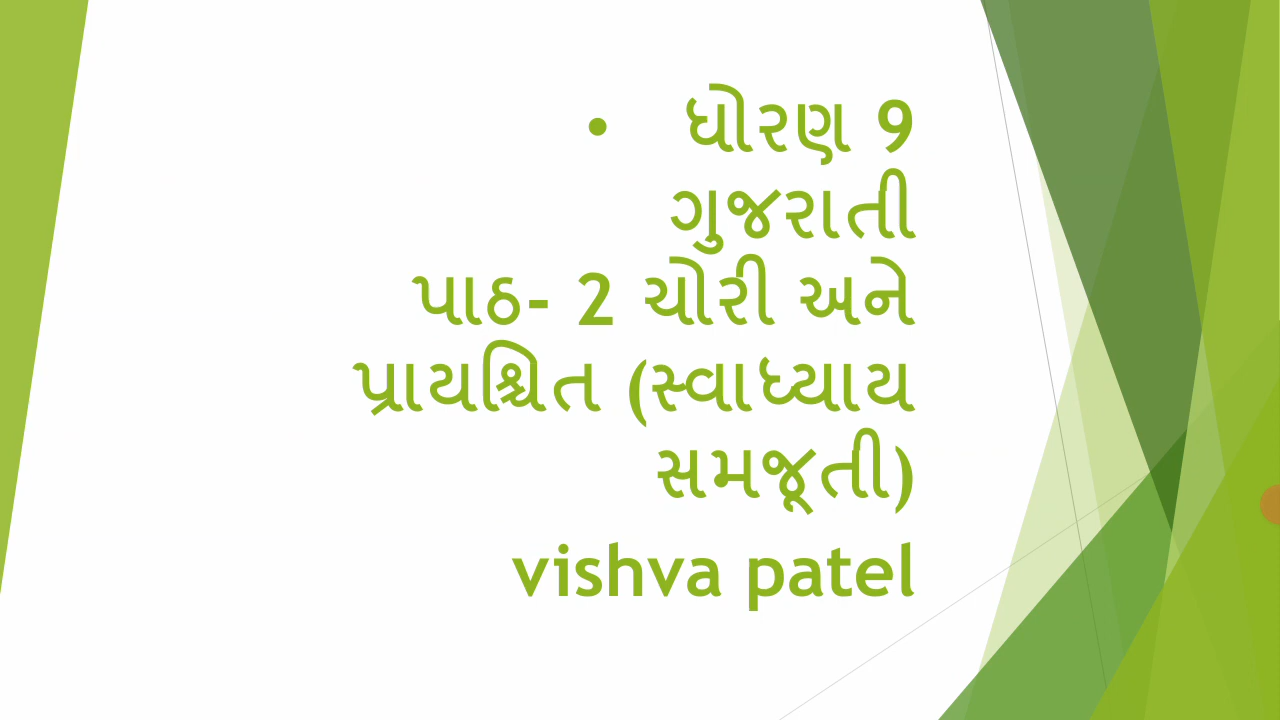 • ધોરણ 9
ગુજરાતી
પાઠ- 2 ચોરી અને
પ્રાયશ્ચિત (સ્વાધ્યાય
સમજૂતી)
vishva patel